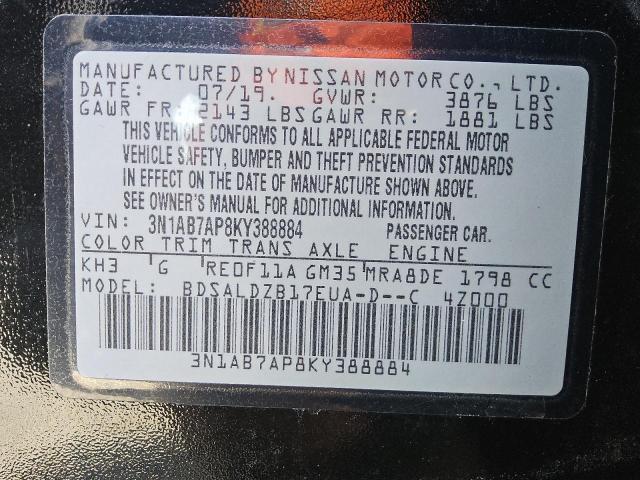 MANUFACTURED BY NISSAN MOTOR CO., LTD.
DATE: 07/19. GVWR: 3876 LBS
GAWR FR: 2143 LBS GAWR RR: 1881 LBS
THIS VEHICLE CONFORMS TO ALL APPLICABLE FEDERAL MOTOR
VEHICLE SAFETY, BUMPER AND THEFT PREVENTION STANDARDS
IN EFFECT ON THE DATE OF MANUFACTURE SHOWN ABOVE.
SEE OWNER'S MANUAL FOR ADDITIONAL INFORMATION.
VIN: 3N1AB7AP8KY388884 PASSENGER CAR.
COLOR TRIM TRANS AXLE ENGINE
KH3 G RE0F11A GM35 MRA8DE 1798 CC
MODEL: BDSALDZB17EUA-D--C 4Z000
3N1AB7AP8KY388884